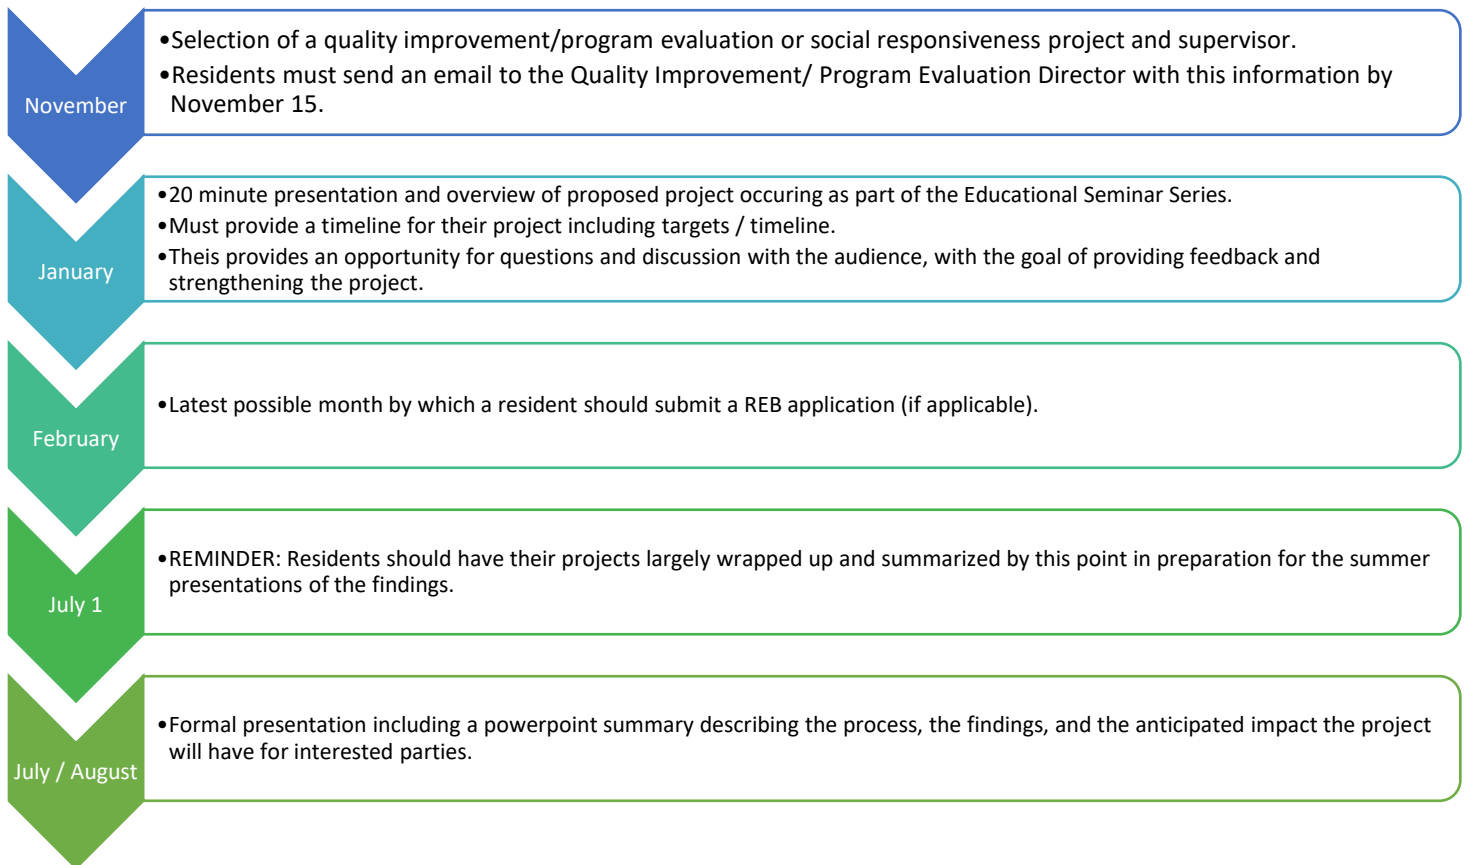 November
•Selection of a quality improvement/program evaluation or social responsiveness project and supervisor.
•Residents must send an email to the Quality Improvement/ Program Evaluation Director with this information by
November 15.
January
•20 minute presentation and overview of proposed project occuring as part of the Educational Seminar Series.
•Must provide a timeline for their project including targets / timeline.
•Theis provides an opportunity for questions and discussion with the audience, with the goal of providing feedback and
strengthening the project.
February
•Latest possible month by which a resident should submit a REB application (if applicable).
July 1
•REMINDER: Residents should have their projects largely wrapped up and summarized by this point in preparation for the summer
presentations of the findings.
July / August
•Formal presentation including a powerpoint summary describing the process, the findings, and the anticipated impact the project
will have for interested parties.